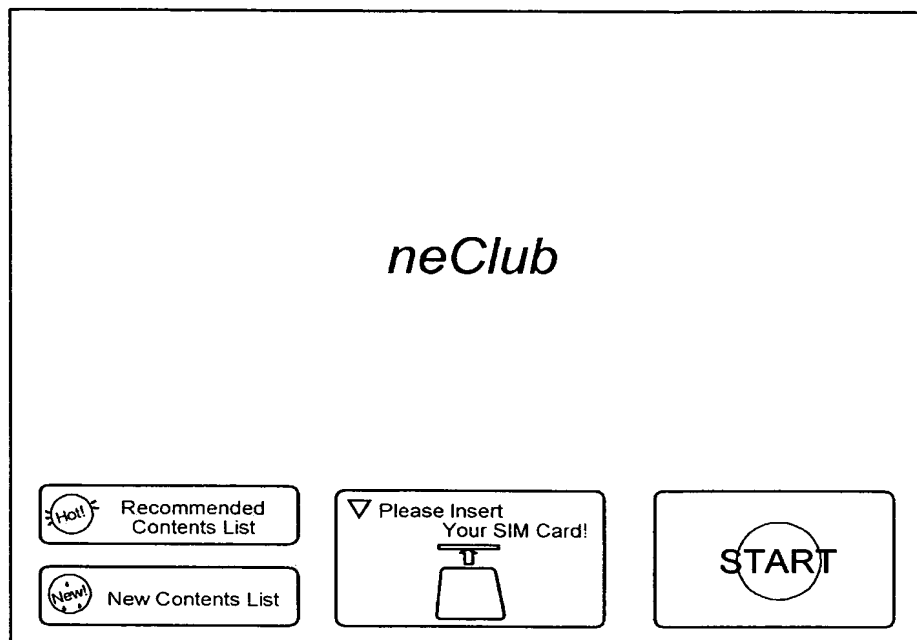 neClub
Hot!
Recommended
Contents List
New!
New Contents List
▽ Please Insert
Your SIM Card!
START